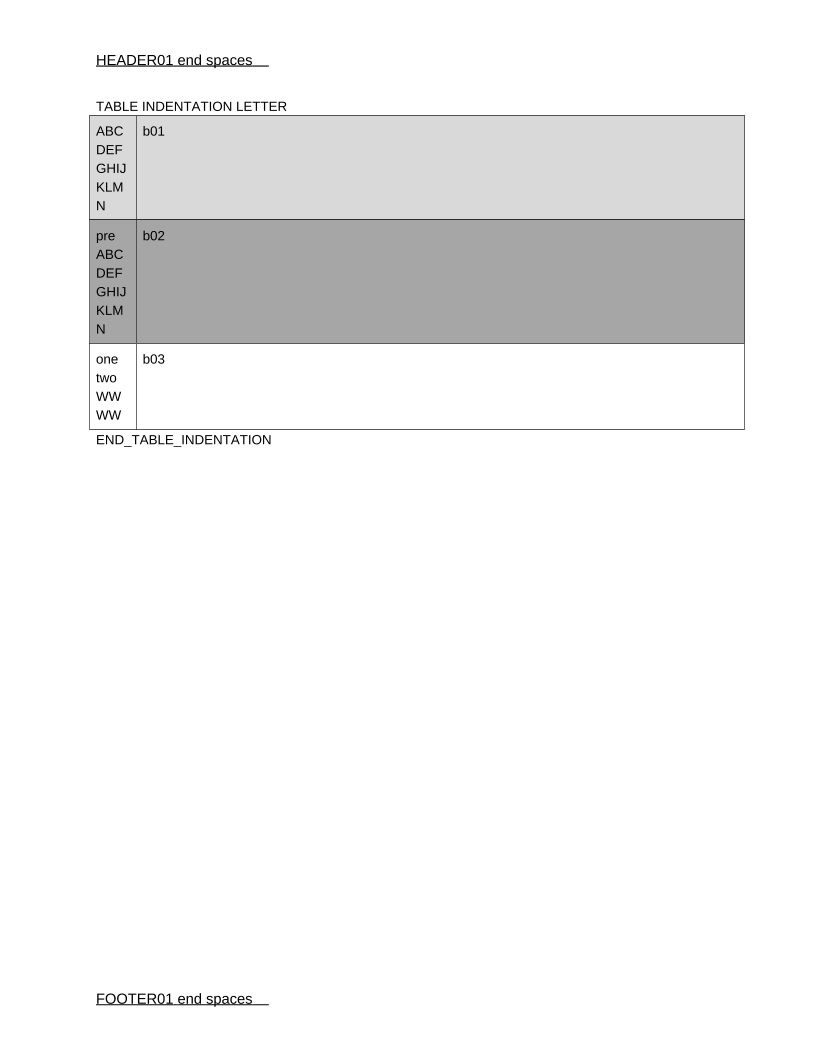 HEADER01 end spaces
TABLE INDENTATION LETTER
ABC
DEF
GHIJ
KLM
N
b01
pre
ABC
DEF
GHIJ
KLM
N
b02
one
two
WW
WW
b03
END_TABLE_INDENTATION
FOOTER01 end spaces